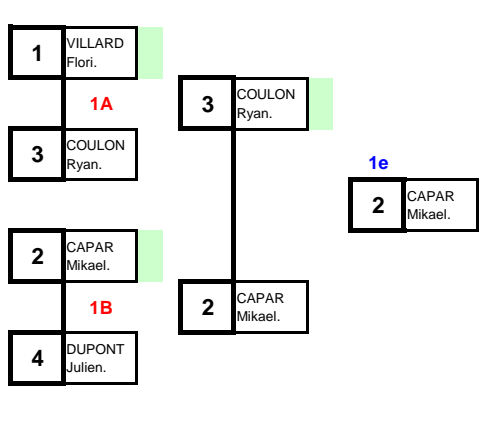 1
VILLARD
Flori.
1A
3
COULON
Ryan.
2
CAPAR
Mikael.
1B
4
DUPONT
Julien.
3
COULON
Ryan.
2
CAPAR
Mikael.
1e
2
CAPAR
Mikael.